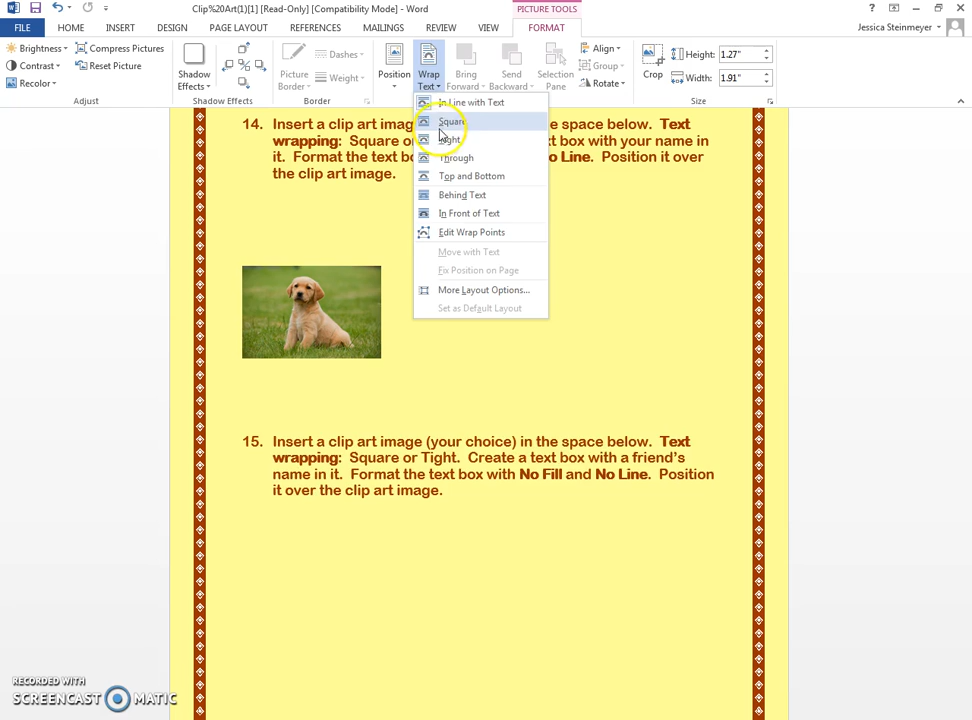 Clip%20Art(1)[1] [Read-Only] [Compatibility Mode] - Word
PICTURE TOOLS
FILE HOME INSERT DESIGN PAGE LAYOUT REFERENCES MAILINGS REVIEW VIEW FORMAT
Jessica Steinmeyer
Brightness
Contrast
Recolor
Compress Pictures
Reset Picture
Adjust
Shadow
Effects
Shadow Effects
Picture
Border
Dashes
Weight
Border
Position
Wrap
Text
Bring
Forward
Send
Backward
Selection
Pane
Align
Group
Rotate
Crop
Height: 1.27"
Width: 1.91"
Size
In Line with Text
Square
Tight
Through
Top and Bottom
Behind Text
In Front of Text
Edit Wrap Points
Move with Text
Fix Position on Page
More Layout Options...
Set as Default Layout
14. Insert a clip art imag e space below. Text
wrapping: Square or xt box with your name in
it. Format the text bo o Line. Position it over
the clip art image.
15. Insert a clip art image (your choice) in the space below. Text
wrapping: Square or Tight. Create a text box with a friend's
name in it. Format the text box with No Fill and No Line. Position
it over the clip art image.
RECORDED WITH
SCREENCAST MATIC